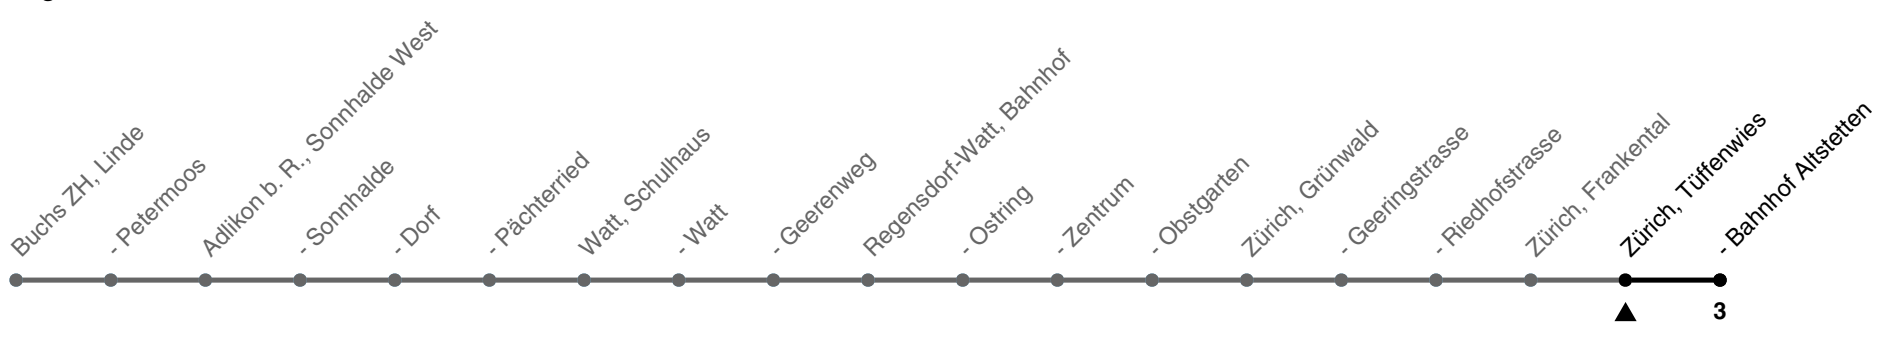 Buchs ZH, Linde
- Petermoos
Adlikon b. R., Sonnhalde West
- Sonnhalde
- Dorf
- Pächterried
Watt, Schulhaus
- Watt
- Geerenweg
Regensdorf-Watt, Bahnhof
- Ostring
- Zentrum
- Obstgarten
Zürich, Grünwald
- Geeringstrasse
- Riedhofstrasse
Zürich, Frankental
Zürich, Tüffenwies
- Bahnhof Altstetten
3